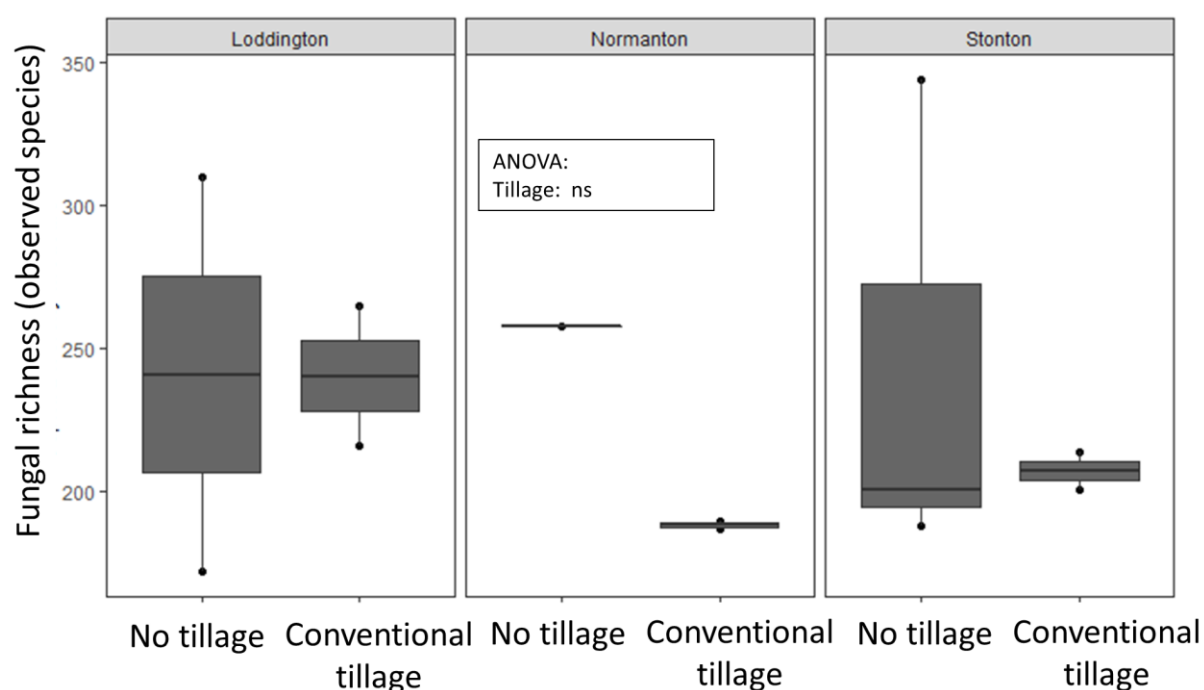 Loddington
Normanton
Stonton
Fungal richness (observed species)
350
300
250
200
ANOVA:
Tillage: ns
No tillage
Conventional
tillage
No tillage
Conventional
tillage
No tillage
Conventional
tillage